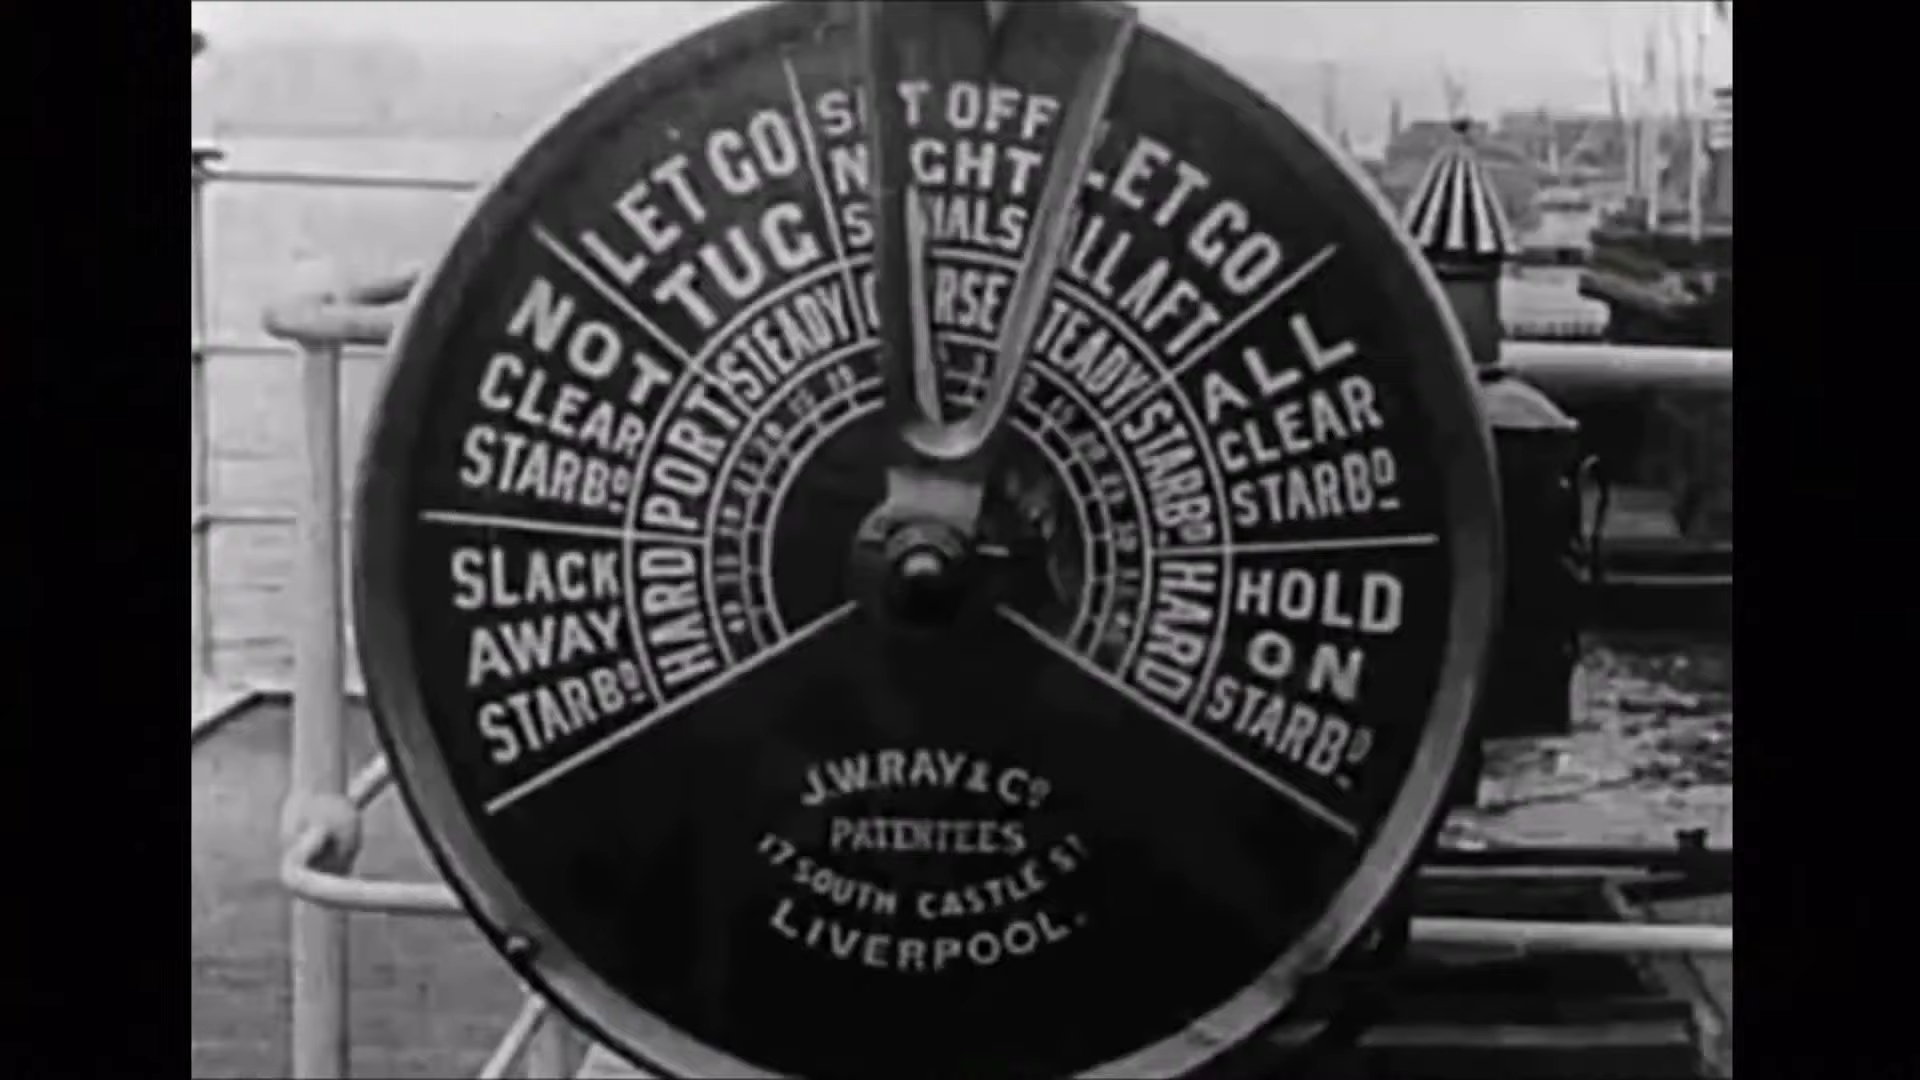 NOT
CLEAR
STARBD
SLACK
AWAY
STARBD
LET GO
TUG
OFF
LET GO
ALL AFT
ALL
CLEAR
STARBD
HOLD
ON
STARBD
HARD PORT STEADY STEADY STARBD HARD
J.W.RAY & CO
PATENTEES
17 SOUTH CASTLE ST
LIVERPOOL.